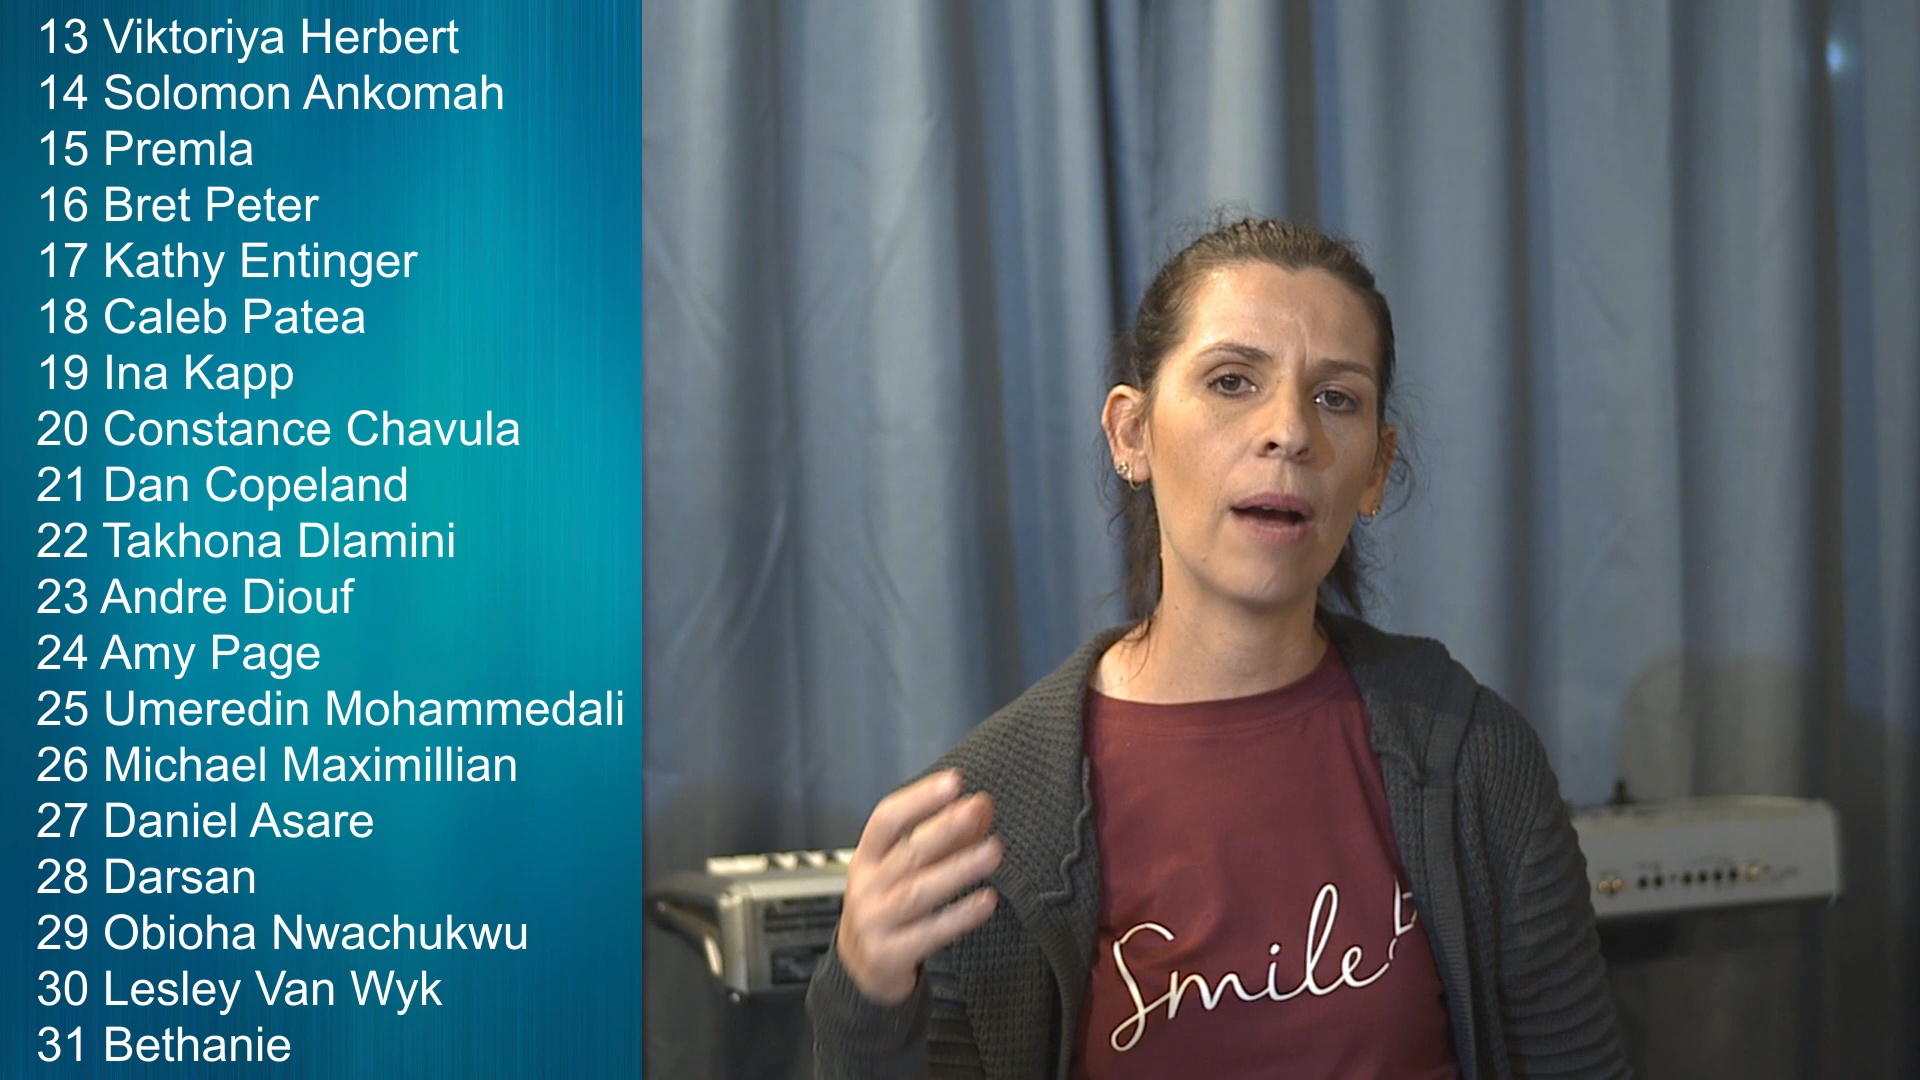 13 Viktoriya Herbert
14 Solomon Ankomah
15 Premla
16 Bret Peter
17 Kathy Entinger
18 Caleb Patea
19 Ina Kapp
20 Constance Chavula
21 Dan Copeland
22 Takhona Dlamini
23 Andre Diouf
24 Amy Page
25 Umeredin Mohammedali
26 Michael Maximillian
27 Daniel Asare
28 Darsan
29 Obioha Nwachukwu
30 Lesley Van Wyk
31 Bethanie
Smile